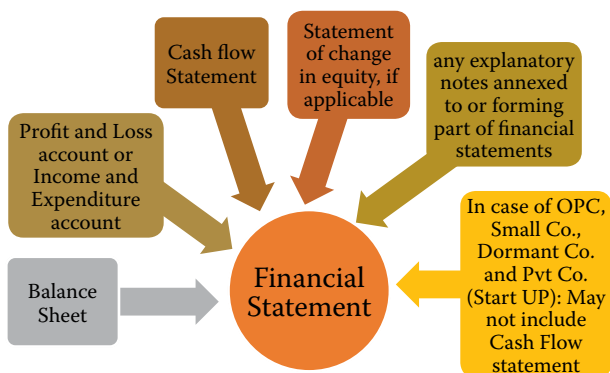 Balance
Sheet
Profit and Loss
account or
Income and
Expenditure
account
Cash flow
Statement
Statement
of change
in equity, if
applicable
any explanatory
notes annexed
to or forming
part of financial
statements
In case of OPC,
Small Co.,
Dormant Co.
and Pvt Co.
(Start UP): May
not include
Cash Flow
statement
Financial
Statement